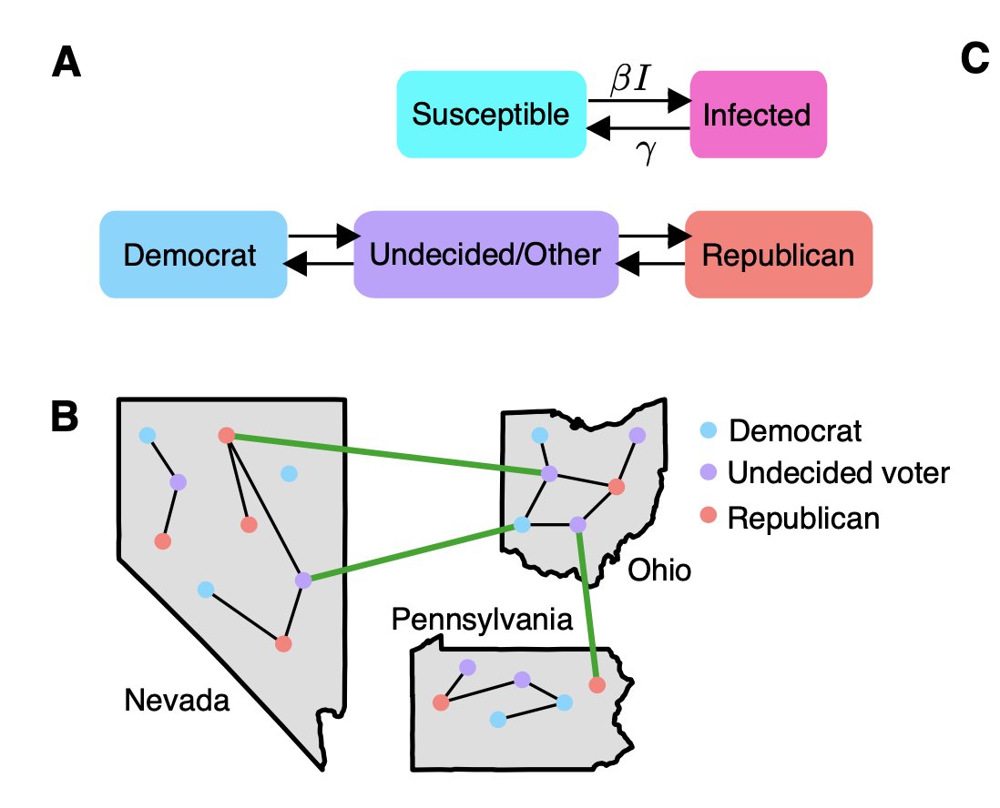 A
C
βI
Susceptible
Infected
γ
Democrat
Undecided/Other
Republican
B
Democrat
Undecided voter
Republican
Ohio
Pennsylvania
Nevada